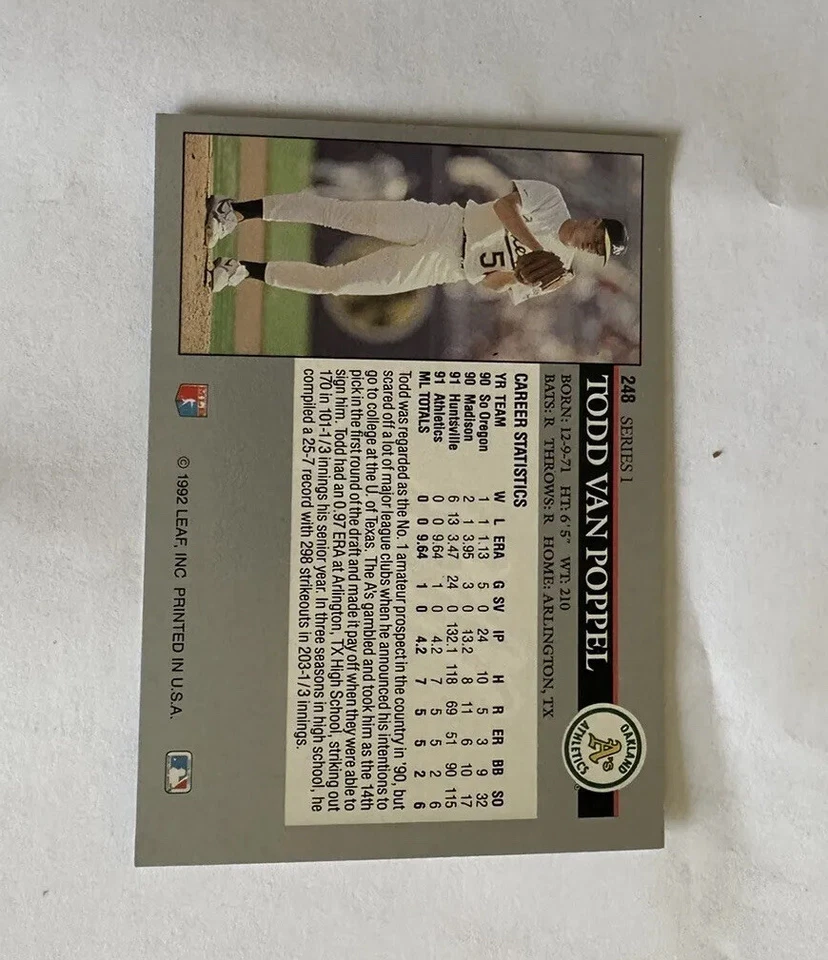 248 SERIES 1
TODD VAN POPPEL
BORN: 12-9-71 HT: 6' 5" WT: 210
BATS: R THROWS: R HOME: ARLINGTON, TX
OAKLAND
A's
ATHLETICS
5
CAREER STATISTICS
YR TEAM W L ERA G SV IP H R ER BB SO
90 So Oregon 1 1 1.13 5 0 24 10 5 3 9 32
90 Madison 2 1 3.95 3 0 13.2 8 11 6 10 17
91 Huntsville 6 13 3.47 24 0 132.1 118 69 51 90 115
91 Athletics 0 0 9.64 1 0 4.2 7 5 5 2 6
ML TOTALS 0 0 9.64 1 0 4.2 7 5 5 2 6
Todd was regarded as the No. 1 amateur prospect in the country in '90, but
scared off a lot of major league clubs when he announced his intentions to
go to college at the U. of Texas. The A's gambled and took him as the 14th
pick in the first round of the draft and made it pay off when they were able to
sign him. Todd had an 0.97 ERA at Arlington, TX High School, striking out
170 in 101-1/3 innings his senior year. In three seasons in high school, he
compiled a 25-7 record with 298 strikeouts in 203-1/3 innings.
© 1992 LEAF, INC PRINTED IN U.S.A.